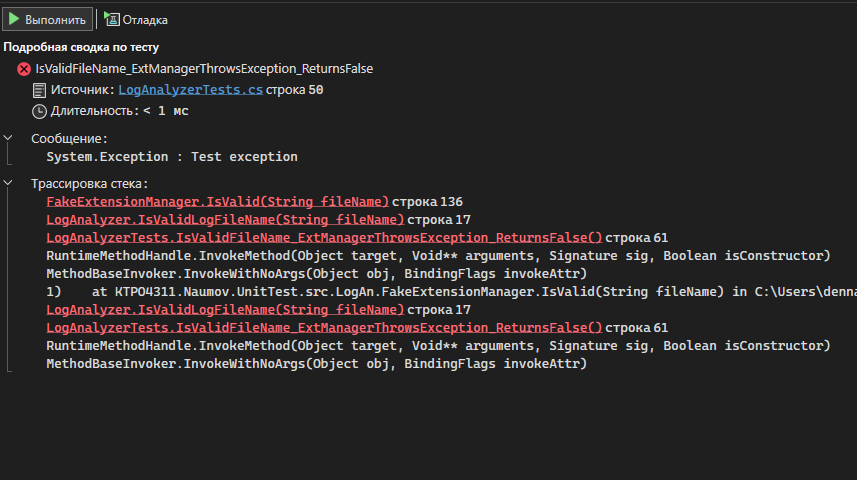 Выполнить Отладка
Подробная сводка по тесту
IsValidFileName_ExtManagerThrowsException_ReturnsFalse
Источник: LogAnalyzerTests.cs строка 50
Длительность: < 1 мс
Сообщение:
System.Exception : Test exception
Трассировка стека:
FakeExtensionManager.IsValid(String fileName) строка 136
LogAnalyzer.IsValidLogFileName(String fileName) строка 17
LogAnalyzerTests.IsValidFileName_ExtManagerThrowsException_ReturnsFalse() строка 61
RuntimeMethodHandle.InvokeMethod(Object target, Void** arguments, Signature sig, Boolean isConstructor)
MethodBaseInvoker.InvokeWithNoArgs(Object obj, BindingFlags invokeAttr)
1) at КТРО4311.Naumov.UnitTest.src.LogAn.FakeExtensionManager.IsValid(String fileName) in C:\Users\denna
LogAnalyzer.IsValidLogFileName(String fileName) строка 17
LogAnalyzerTests.IsValidFileName_ExtManagerThrowsException_ReturnsFalse() строка 61
RuntimeMethodHandle.InvokeMethod(Object target, Void** arguments, Signature sig, Boolean isConstructor)
MethodBaseInvoker.InvokeWithNoArgs(Object obj, BindingFlags invokeAttr)